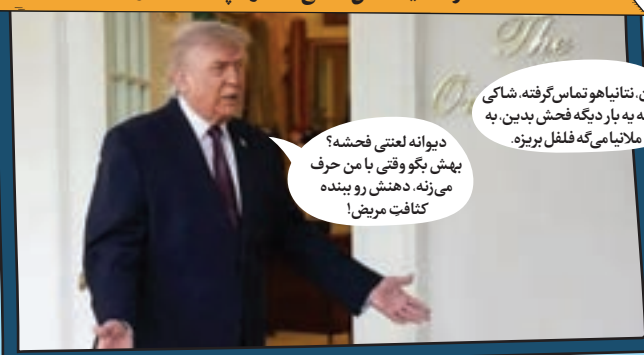 The
ن، نتانیاهو تماس گرفته، شاکی
ه یه بار دیگه فحش بدین، به
ملانیا می‌گه فلفل بریزه.
دیوانه لعنتی فحشه؟
بهش بگو وقتی با من حرف
می‌زنه، دهنش رو ببنده
کثافتِ مریض!